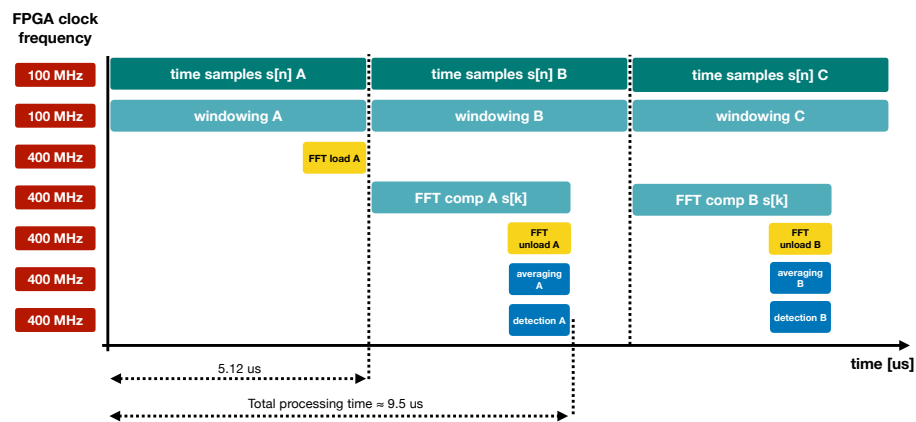 FPGA clock
frequency
100 MHz
time samples s[n] A
time samples s[n] B
time samples s[n] C
100 MHz
windowing A
windowing B
windowing C
400 MHz
FFT load A
400 MHz
FFT comp A s[k]
FFT comp B s[k]
400 MHz
FFT
unload A
FFT
unload B
400 MHz
averaging
A
averaging
B
400 MHz
detection A
detection B
time [us]
5.12 us
Total processing time ≈ 9.5 us